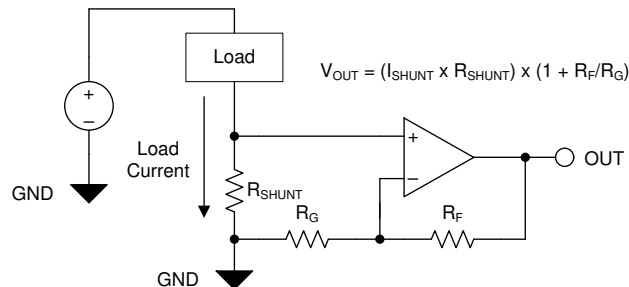 Load
V_OUT = (I_SHUNT x R_SHUNT) x (1 + R_F/R_G)
+
−
+
−
OUT
Load
Current
GND
R_SHUNT
R_G
R_F
GND